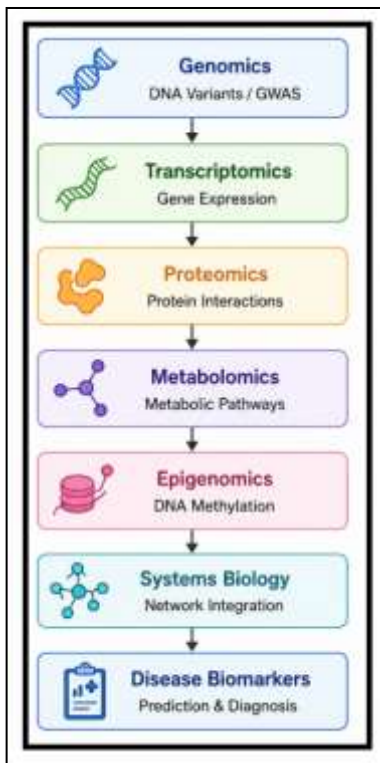 Genomics
DNA Variants / GWAS
Transcriptomics
Gene Expression
Proteomics
Protein Interactions
Metabolomics
Metabolic Pathways
Epigenomics
DNA Methylation
Systems Biology
Network Integration
Disease Biomarkers
Prediction & Diagnosis